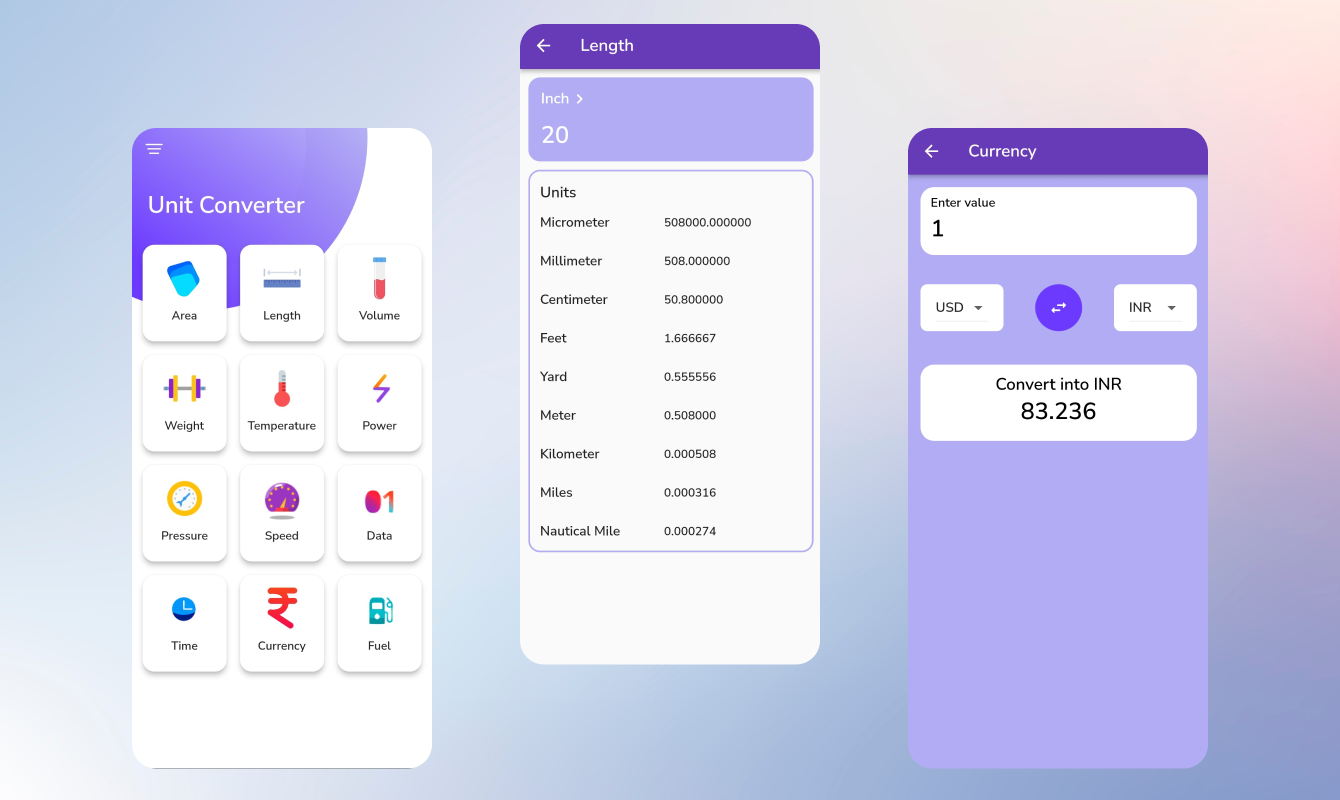 Unit Converter
Area
Length
Volume
Weight
Temperature
Power
Pressure
Speed
01
Data
Time
₹
Currency
Fuel
Length
Inch
20
Units
Micrometer 508000.000000
Millimeter 508.000000
Centimeter 50.800000
Feet 1.666667
Yard 0.555556
Meter 0.508000
Kilometer 0.000508
Miles 0.000316
Nautical Mile 0.000274
Currency
Enter value
1
USD
INR
Convert into INR
83.236